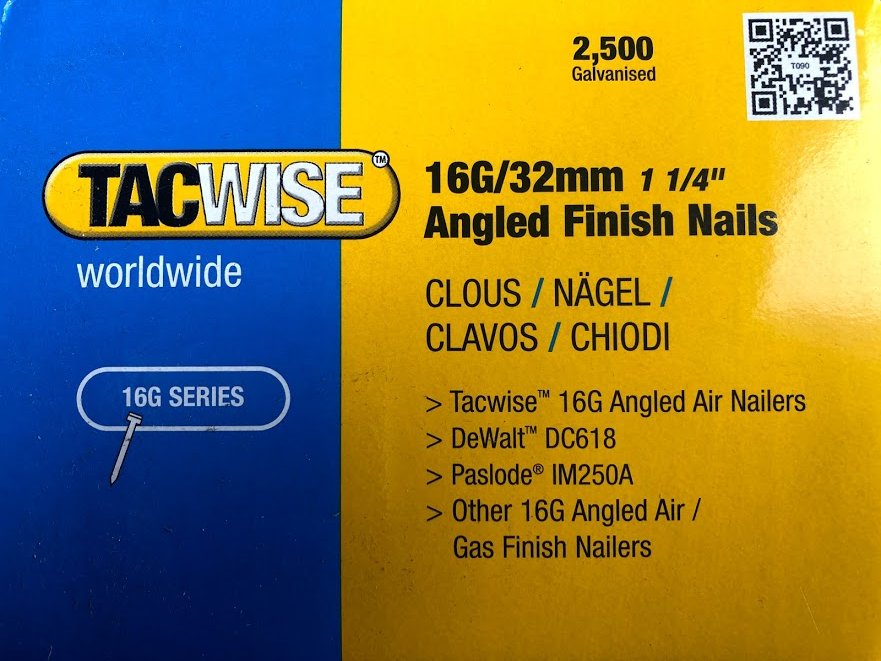 2,500
Galvanised
T090
TACWISE™
worldwide
16G SERIES
16G/32mm 1 1/4"
Angled Finish Nails
CLOUS / NÄGEL /
CLAVOS / CHIODI
> Tacwise™ 16G Angled Air Nailers
> DeWalt™ DC618
> Paslode® IM250A
> Other 16G Angled Air /
Gas Finish Nailers